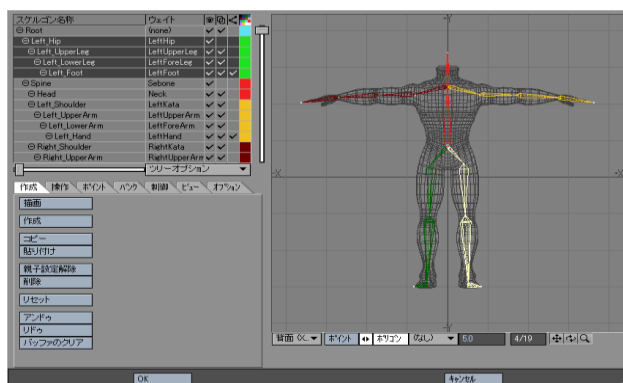 スケルゴン名称 ウェイト
Root (none)
Left_Hip LeftHip
Left_UpperLeg LeftUpperLeg
Left_LowerLeg LeftForeLeg
Left_Foot LeftFoot
Spine Sebone
Head Neck
Left_Shoulder LeftKata
Left_UpperArm LeftUpperArm
Left_LowerArm LeftForeArm
Left_Hand LeftHand
Right_Shoulder RightKata
Right_UpperArm RightUpperArm
ツリーオプション
作成 操作 ポイント バンク 制御 ビュー オプション
描画
作成
コピー
貼り付け
親子設定解除
削除
リセット
アンドゥ
リドゥ
バッファのクリア
-Y
-X
-X
-Y
背面 ポイント ポリゴン (なし) 5.0 4/19
OK キャンセル